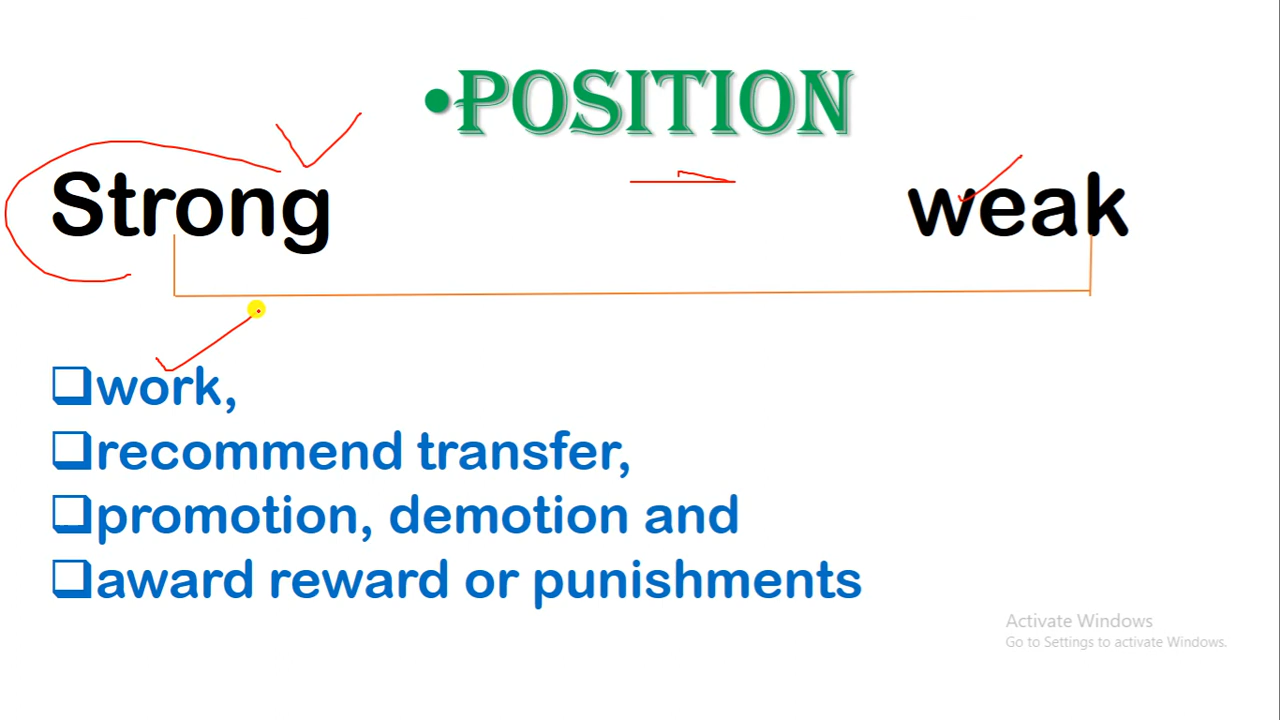 •POSITION
Strong weak
❑work,
❑recommend transfer,
❑promotion, demotion and
❑award reward or punishments
Activate Windows
Go to Settings to activate Windows.